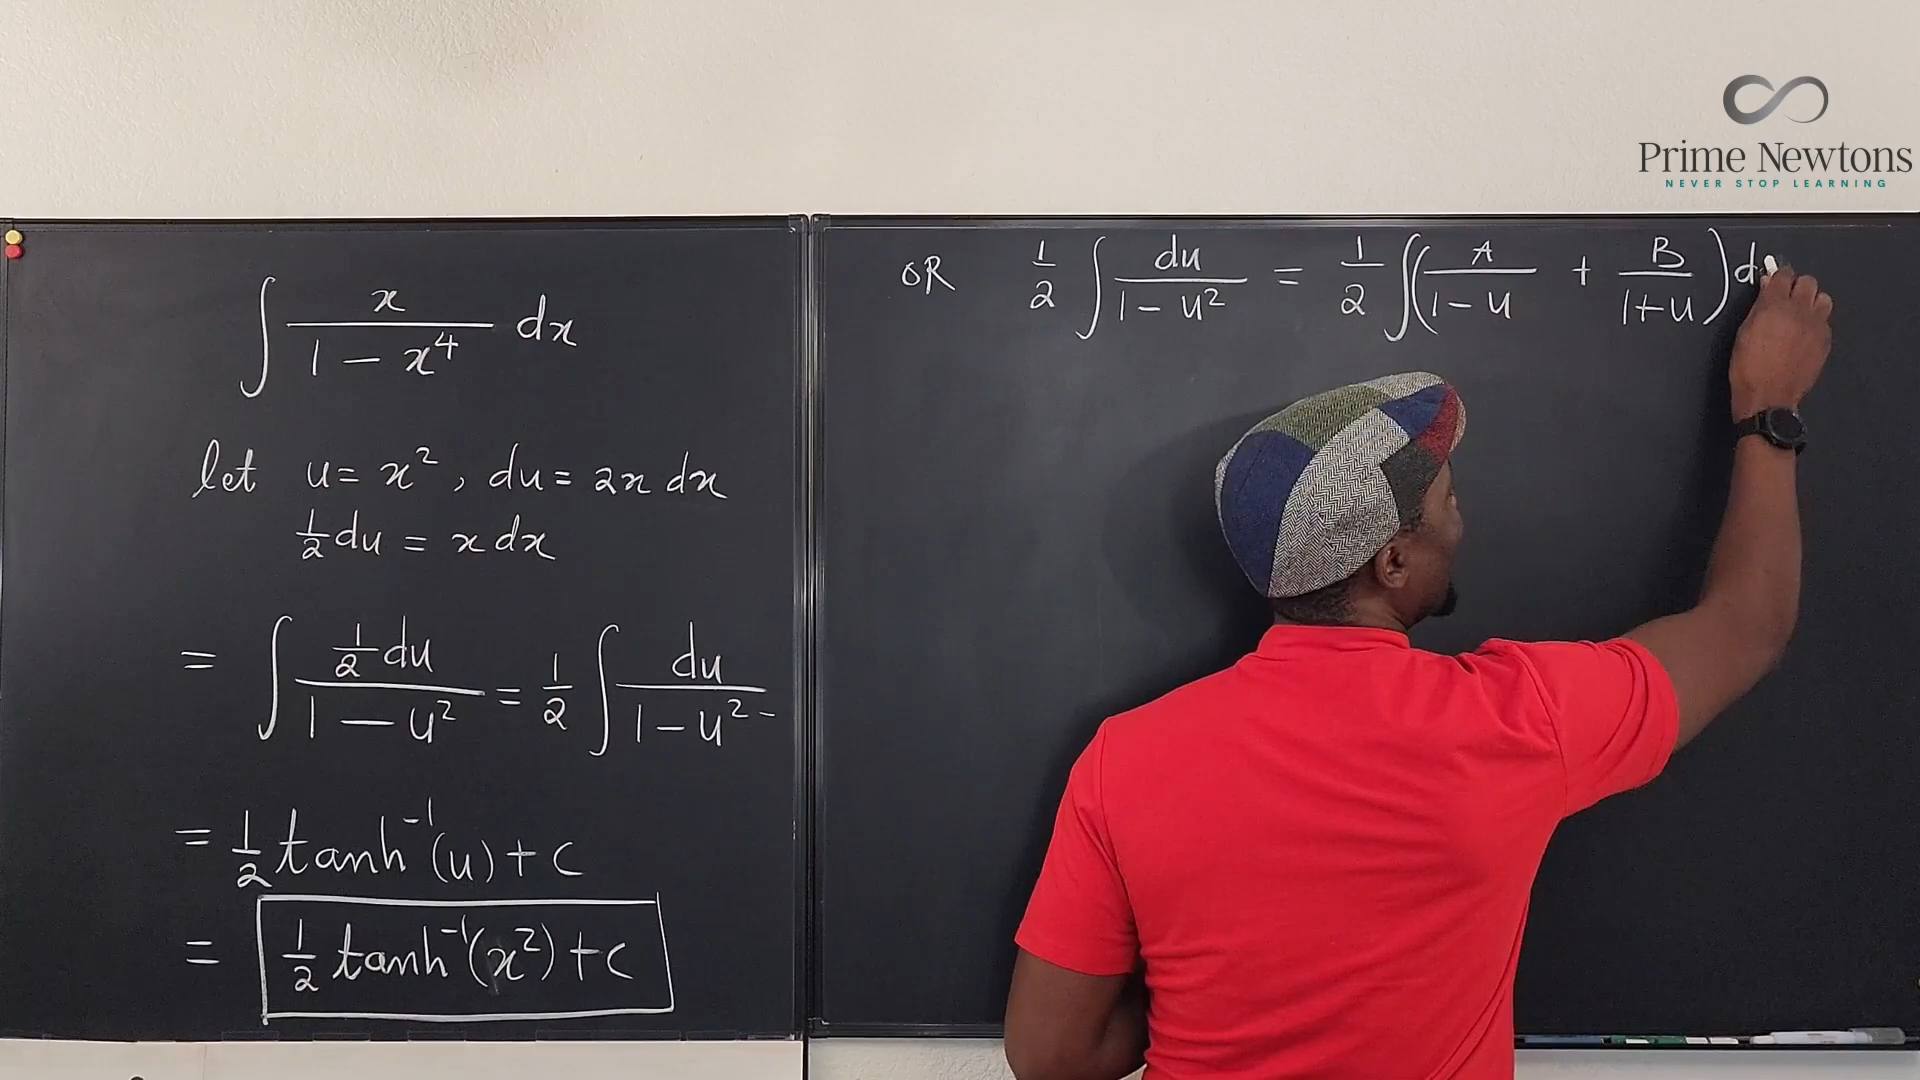 Prime Newtons
NEVER STOP LEARNING
∫ x/(1 - x⁴) dx
let u = x², du = 2x dx
½ du = x dx
= ∫ ½ du/(1 - u²) = ½ ∫ du/(1 - u²)
= ½ tanh⁻¹(u) + c
= ½ tanh⁻¹(x²) + c
OR ½ ∫ du/(1 - u²) = ½ ∫ (A/(1 - u) + B/(1+u)) d